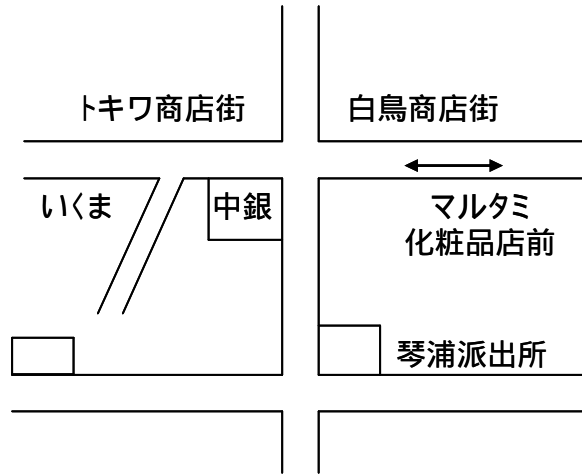 トキワ商店街
白鳥商店街
いくま
中銀
マルタミ
化粧品店前
琴浦派出所